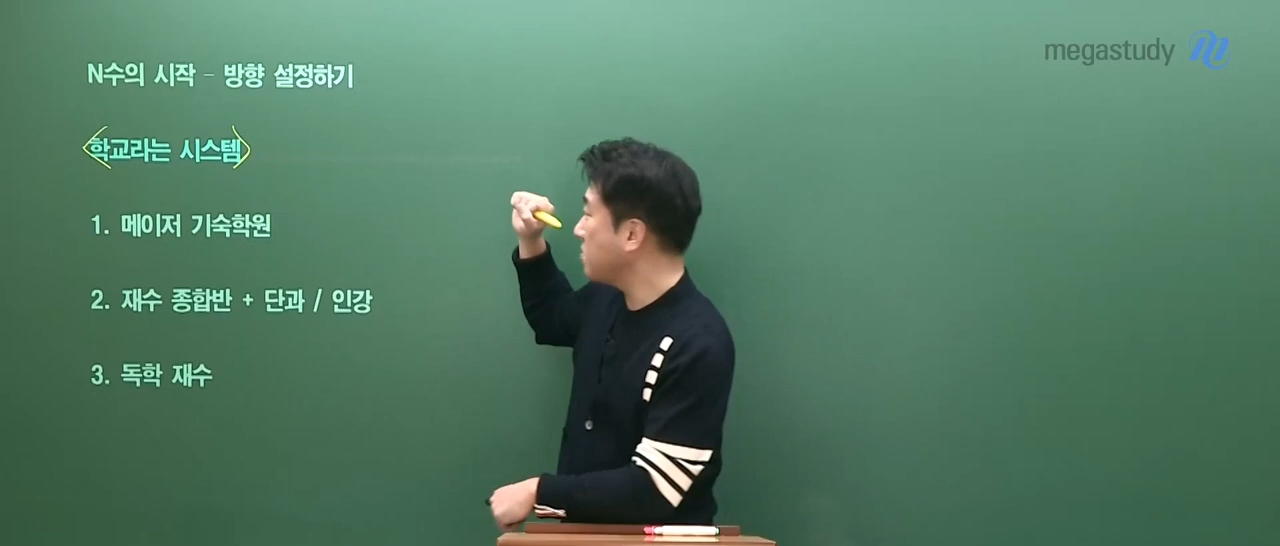 megastudy
N수의 시작 - 방향 설정하기
<학교라는 시스템>
1. 메이저 기숙학원
2. 재수 종합반 + 단과 / 인강
3. 독학 재수